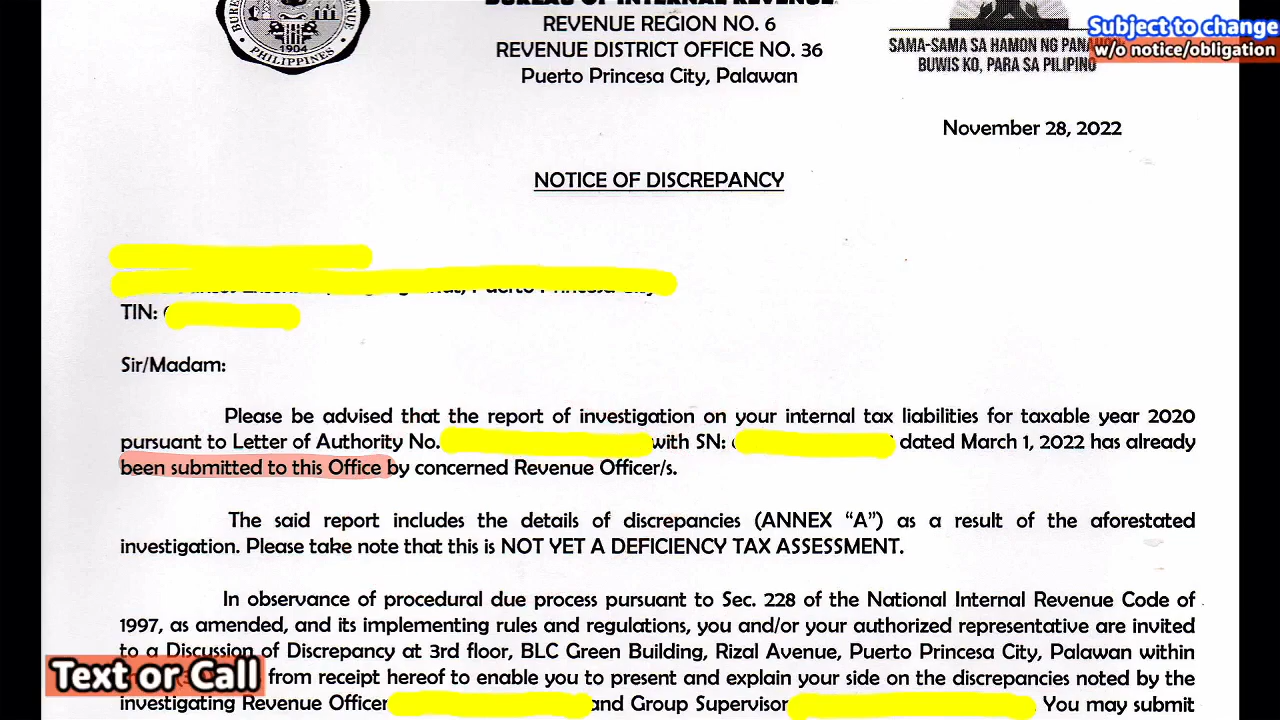 BUREAU OF INTERNAL REVENUE
REVENUE REGION NO. 6
REVENUE DISTRICT OFFICE NO. 36
Puerto Princesa City, Palawan
PHILIPPINES
1904
SAMA-SAMA SA HAMON NG
BUWIS KO, PARA SA PILIPINO
Subject to change
w/o notice/obligation
November 28, 2022
NOTICE OF DISCREPANCY
TIN:
Sir/Madam:
Please be advised that the report of investigation on your internal tax liabilities for taxable year 2020
pursuant to Letter of Authority No. with SN: dated March 1, 2022 has already
been submitted to this Office by concerned Revenue Officer/s.
The said report includes the details of discrepancies (ANNEX “A”) as a result of the aforestated
investigation. Please take note that this is NOT YET A DEFICIENCY TAX ASSESSMENT.
In observance of procedural due process pursuant to Sec. 228 of the National Internal Revenue Code of
1997, as amended, and its implementing rules and regulations, you and/or your authorized representative are invited
to a Discussion of Discrepancy at 3rd floor, BLC Green Building, Rizal Avenue, Puerto Princesa City, Palawan within
from receipt hereof to enable you to present and explain your side on the discrepancies noted by the
investigating Revenue Officer and Group Supervisor . You may submit
Text or Call